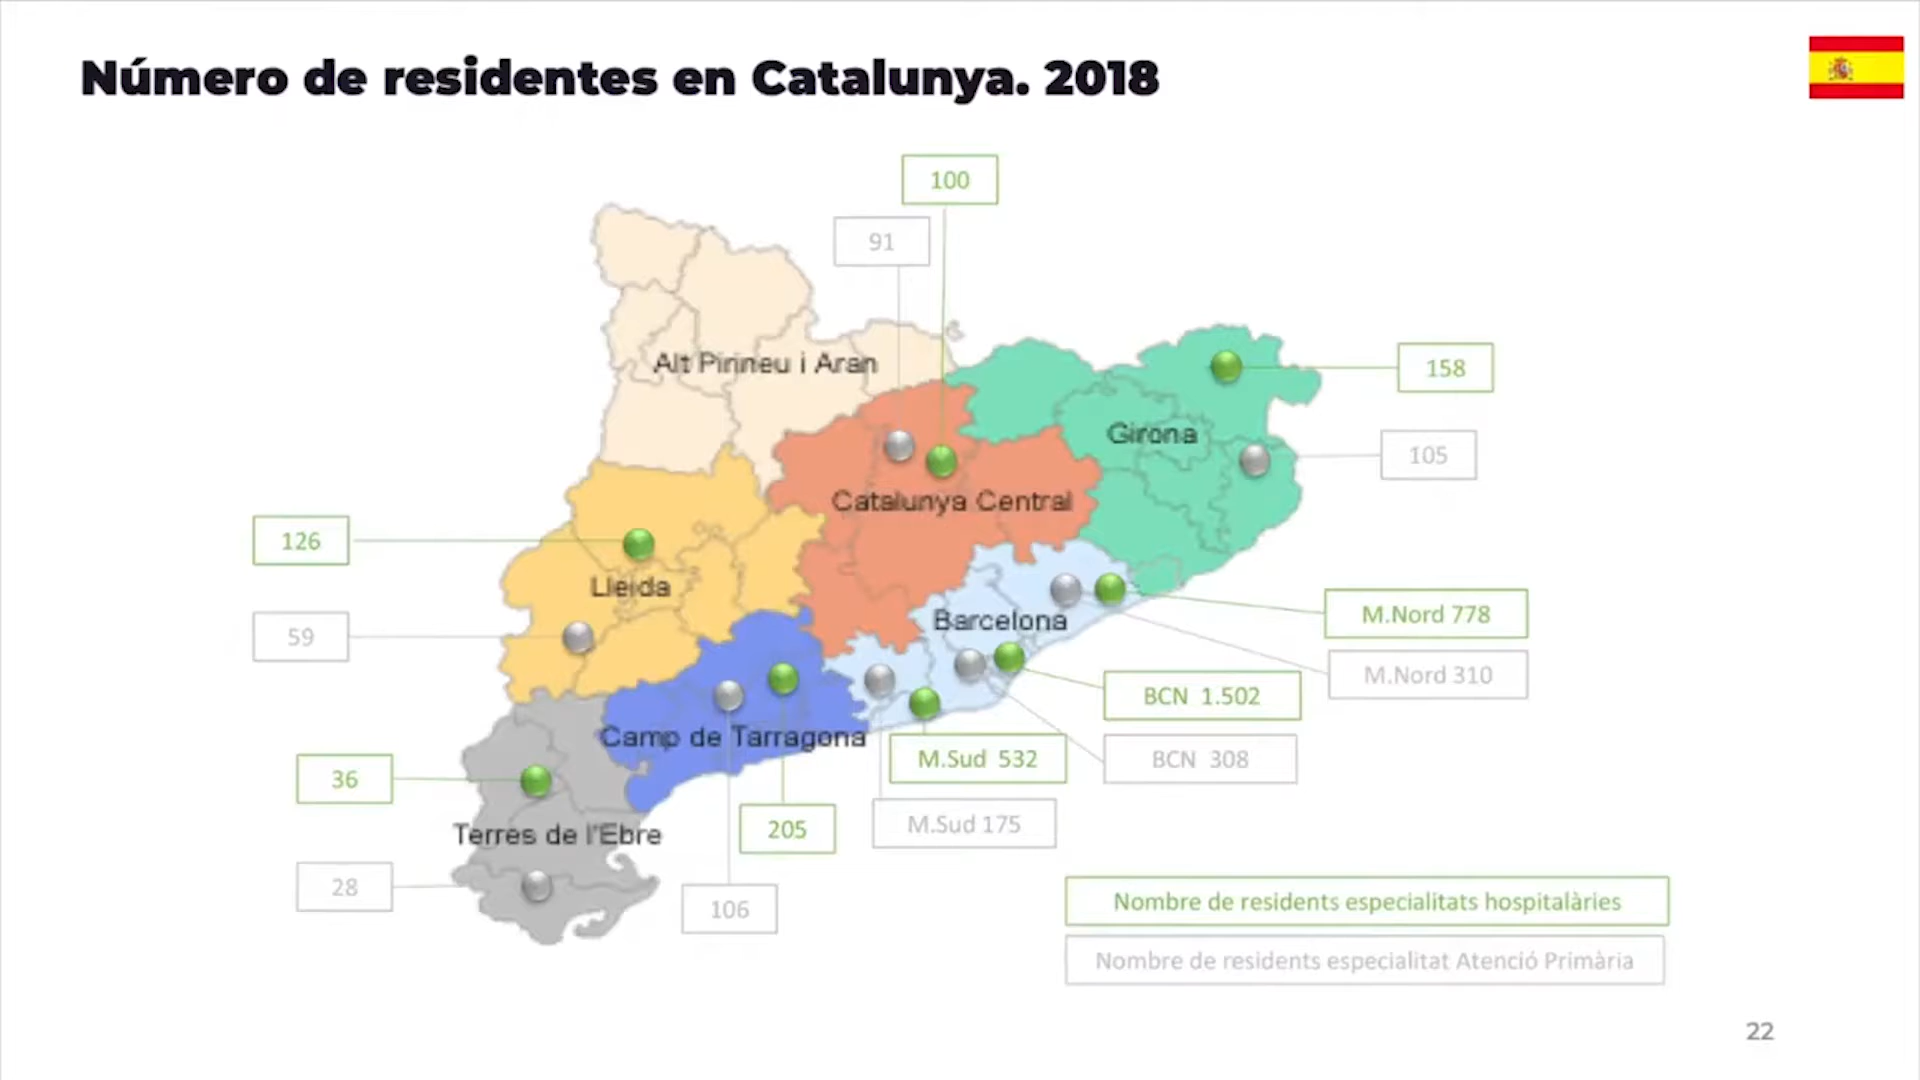 Número de residentes en Catalunya. 2018
100
91
Alt Pirineu i Aran
158
Girona
105
Catalunya Central
126
Lleida
59
Barcelona
M.Nord 778
M.Nord 310
BCN 1.502
BCN 308
Camp de Tarragona
M.Sud 532
M.Sud 175
36
205
Terres de l'Ebre
28
106
Nombre de residents especialitats hospitalàries
Nombre de residents especialitat Atenció Primària
22